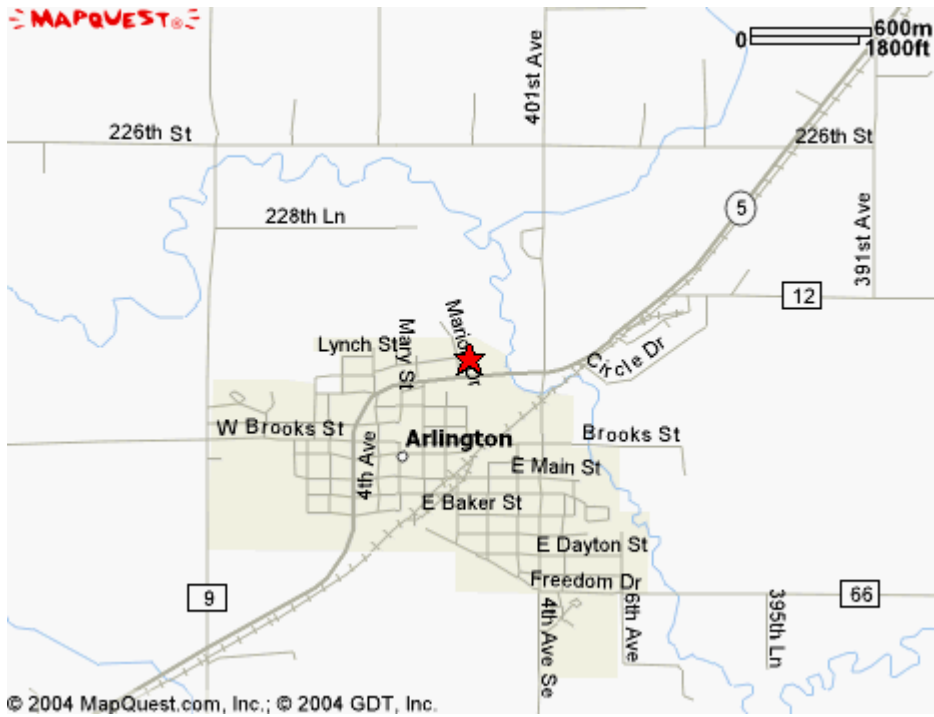 MAPQUEST®
0
600m
1800ft
401st Ave
226th St
226th St
5
228th Ln
391st Ave
12
Marion Dr
Lynch St
Mary St
Circle Dr
W Brooks St
Arlington
Brooks St
4th Ave
E Main St
E Baker St
E Dayton St
Freedom Dr
9
66
4th Ave Se
6th Ave
395th Ln
© 2004 MapQuest.com, Inc.; © 2004 GDT, Inc.